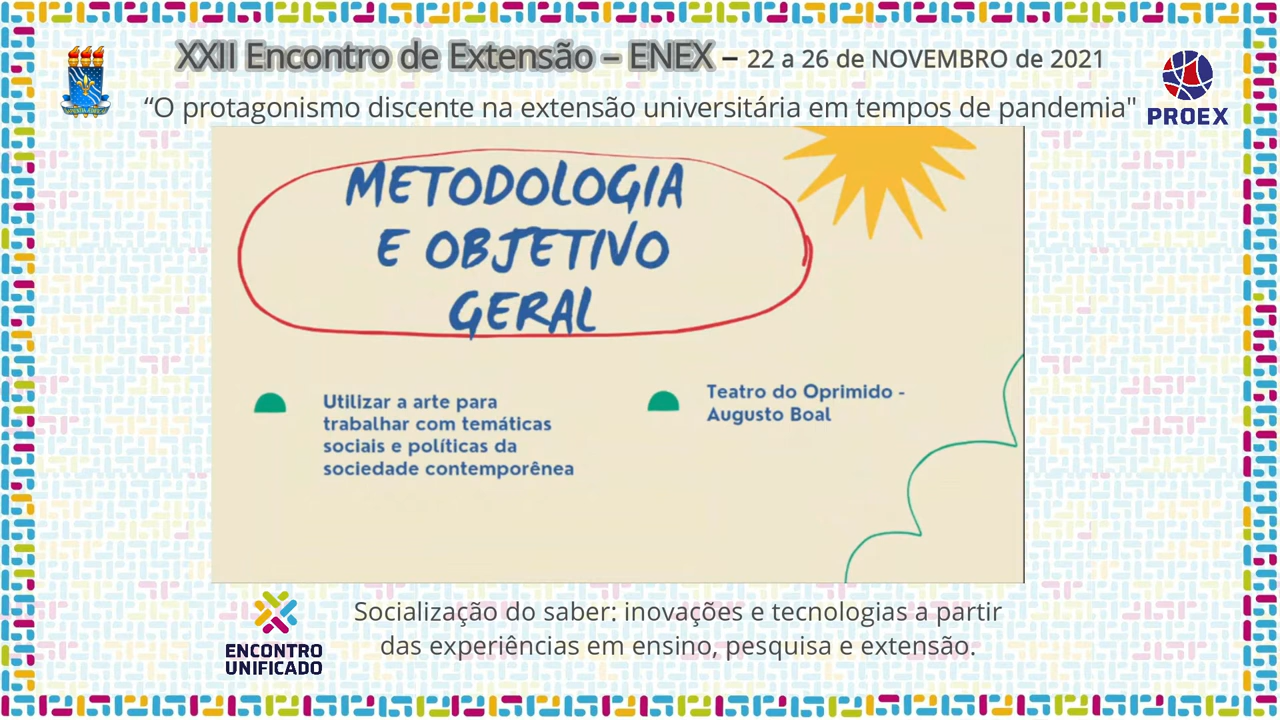 XXII Encontro de Extensão – ENEX – 22 a 26 de NOVEMBRO de 2021
“O protagonismo discente na extensão universitária em tempos de pandemia"
PROEX
METODOLOGIA
E OBJETIVO
GERAL
Utilizar a arte para
trabalhar com temáticas
sociais e políticas da
sociedade contemporênea
Teatro do Oprimido -
Augusto Boal
ENCONTRO
UNIFICADO
Socialização do saber: inovações e tecnologias a partir
das experiências em ensino, pesquisa e extensão.